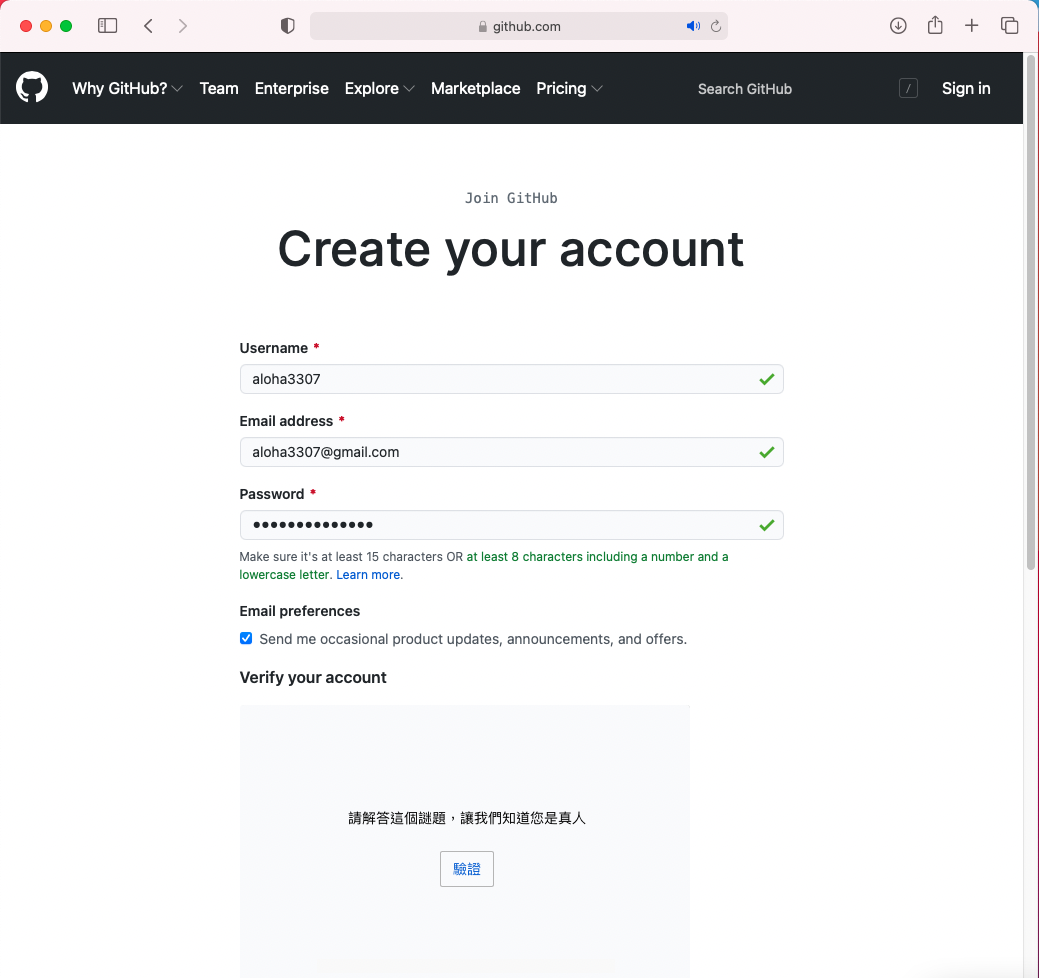 github.com
Why GitHub? Team Enterprise Explore Marketplace Pricing Search GitHub / Sign in
Join GitHub
Create your account
Username *
aloha3307
Email address *
aloha3307@gmail.com
Password *
••••••••••••••
Make sure it's at least 15 characters OR at least 8 characters including a number and a
lowercase letter. Learn more.
Email preferences
Send me occasional product updates, announcements, and offers.
Verify your account
請解答這個謎題，讓我們知道您是真人
驗證